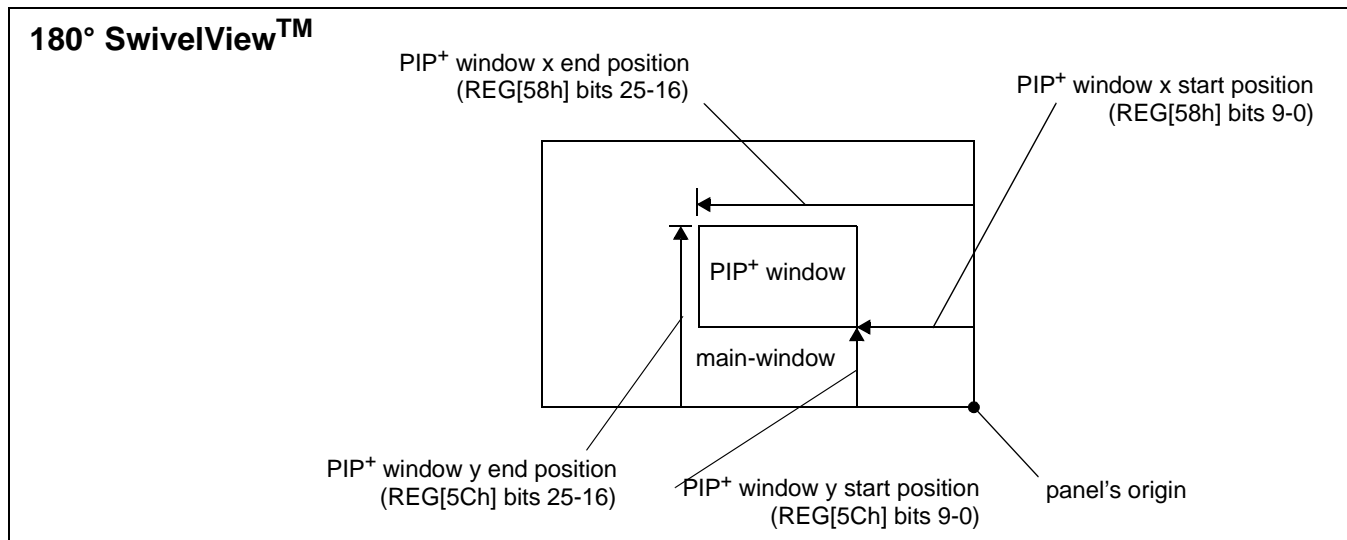 180° SwivelView™
PIP+ window x end position
(REG[58h] bits 25-16)
PIP+ window x start position
(REG[58h] bits 9-0)
PIP+ window
main-window
PIP+ window y end position
(REG[5Ch] bits 25-16)
PIP+ window y start position
(REG[5Ch] bits 9-0)
panel's origin